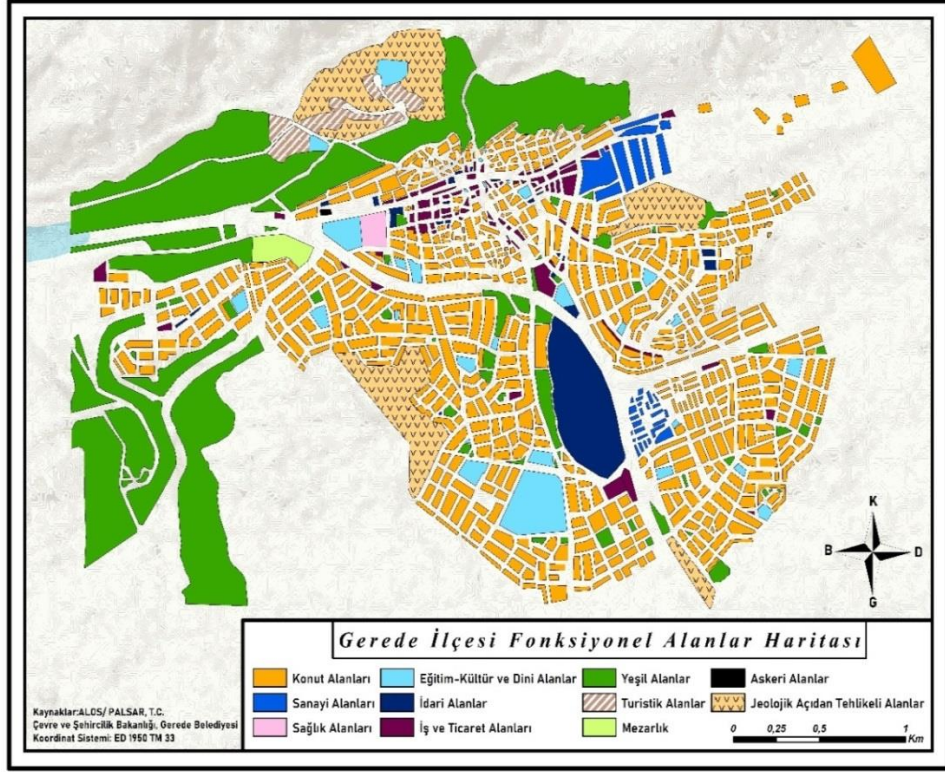 K
B
D
G
Gerede İlçesi Fonksiyonel Alanlar Haritası
Konut Alanları
Eğitim-Kültür ve Dini Alanlar
Yeşil Alanlar
Askeri Alanlar
Sanayi Alanları
İdari Alanlar
Turistik Alanlar
Jeolojik Açıdan Tehlikeli Alanlar
Sağlık Alanları
İş ve Ticaret Alanları
Mezarlık
0 0,25 0,5 1
Km
Kaynaklar:ALOS/ PALSAR, T.C.
Çevre ve Şehircilik Bakanlığı, Gerede Belediyesi
Koordinat Sistemi: ED 1950 TM 33